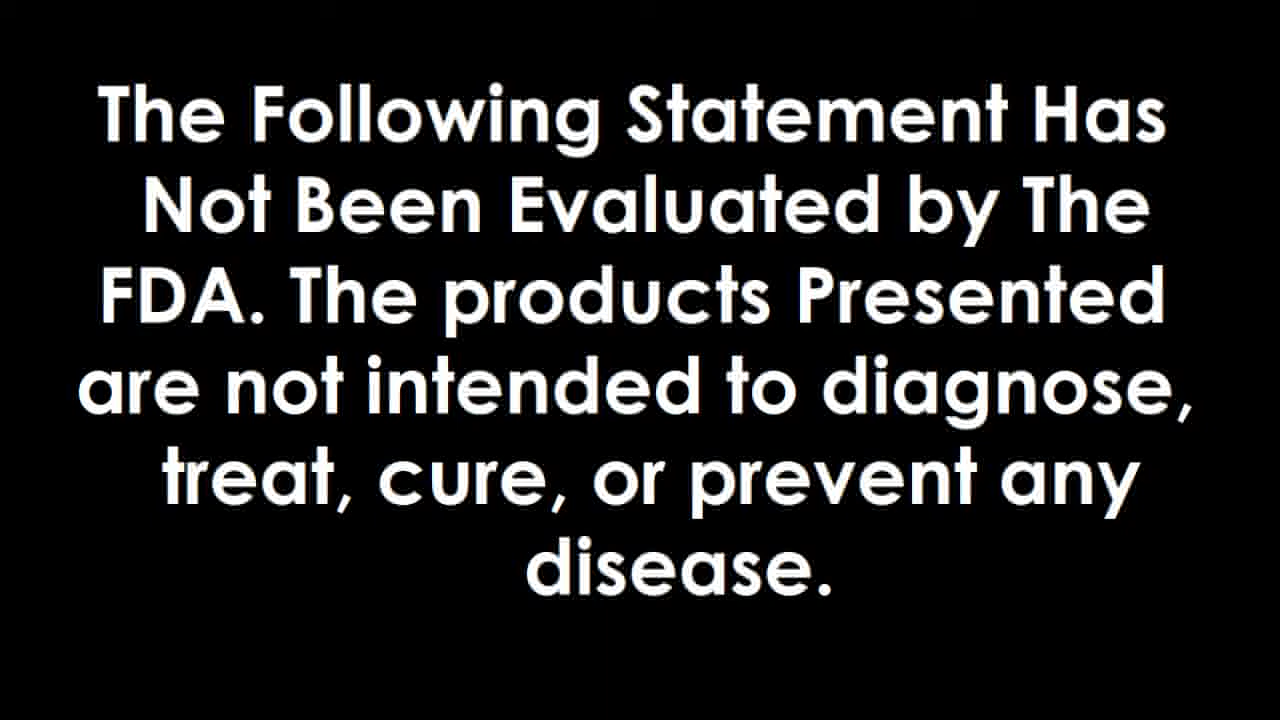 The Following Statement Has
Not Been Evaluated by The
FDA. The products Presented
are not intended to diagnose,
treat, cure, or prevent any
disease.